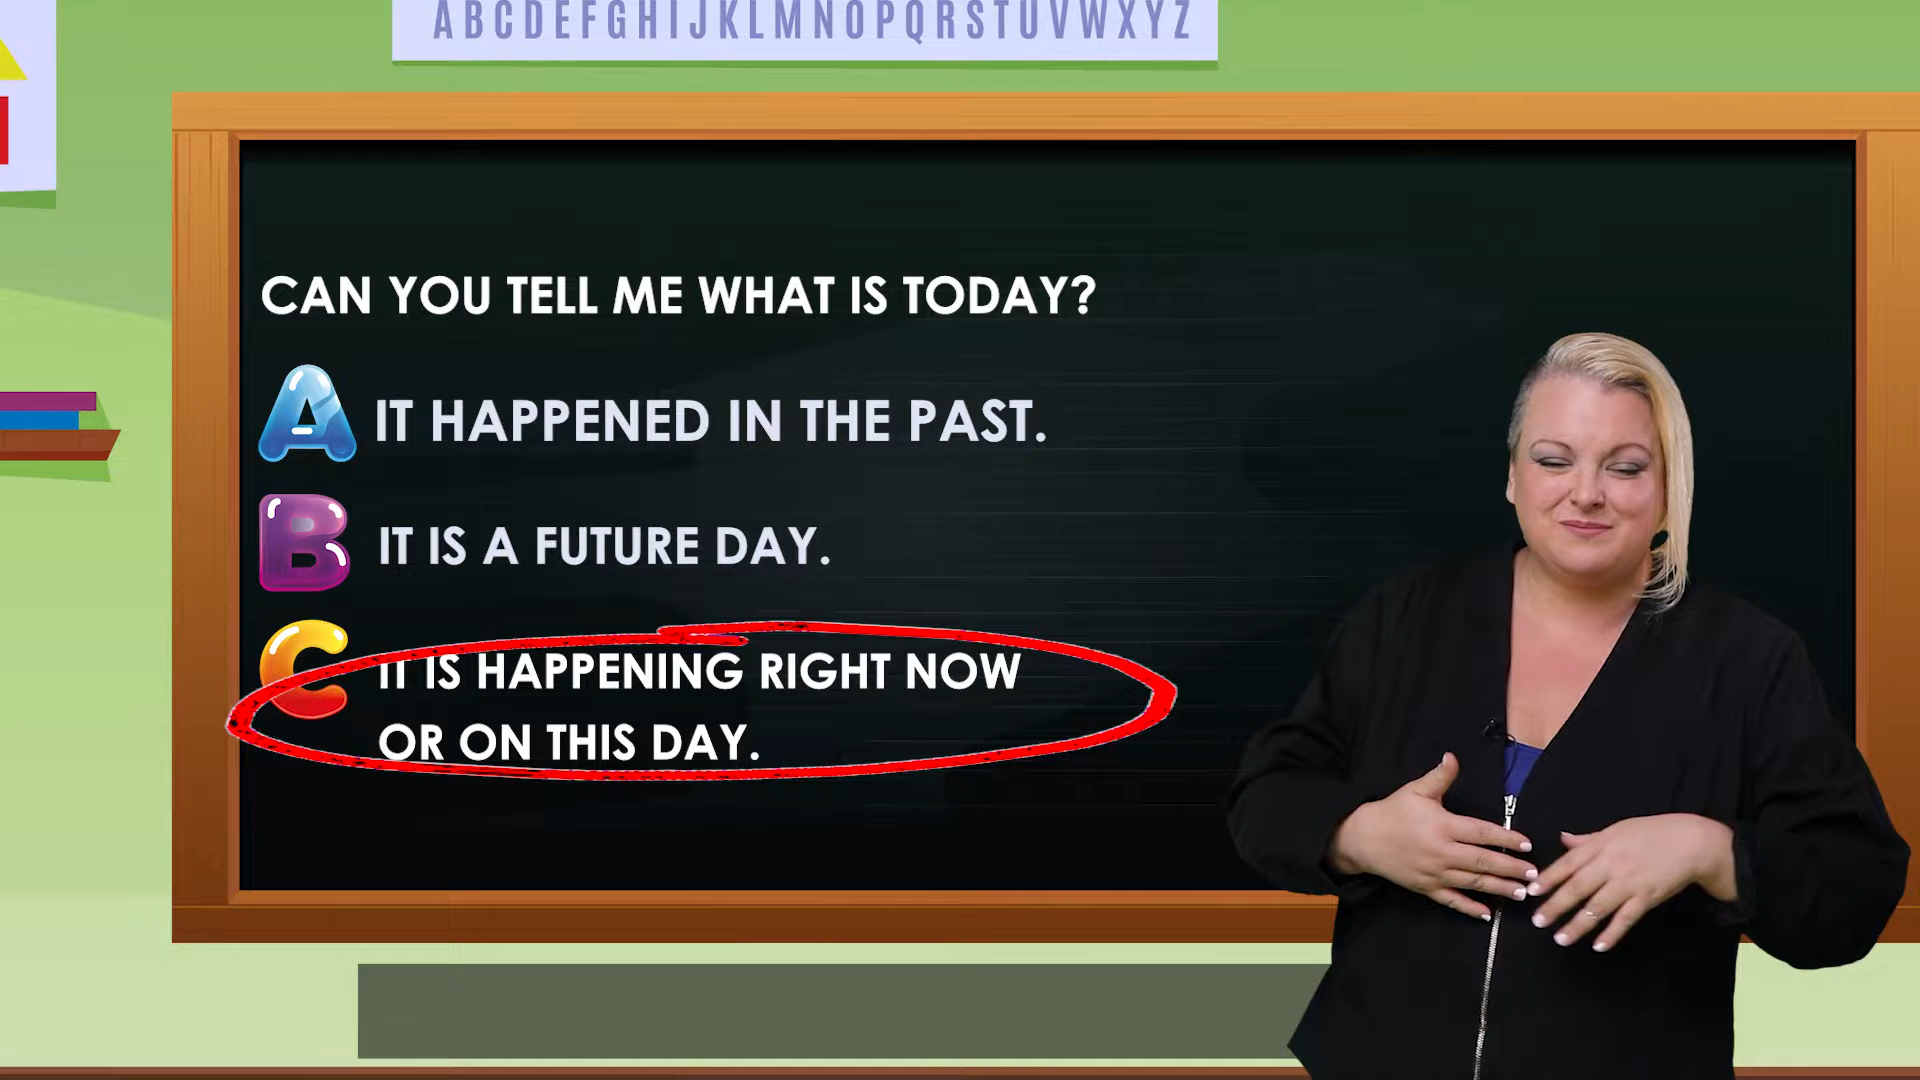 ABCDEFGHIJKLMNOPQRSTUVWXYZ
CAN YOU TELL ME WHAT IS TODAY?
A IT HAPPENED IN THE PAST.
B IT IS A FUTURE DAY.
C IT IS HAPPENING RIGHT NOW
OR ON THIS DAY.